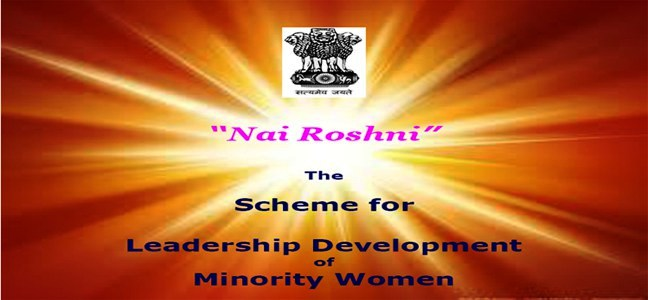 सत्यमेव जयते
"Nai Roshni"
The
Scheme for
Leadership Development
of
Minority Women